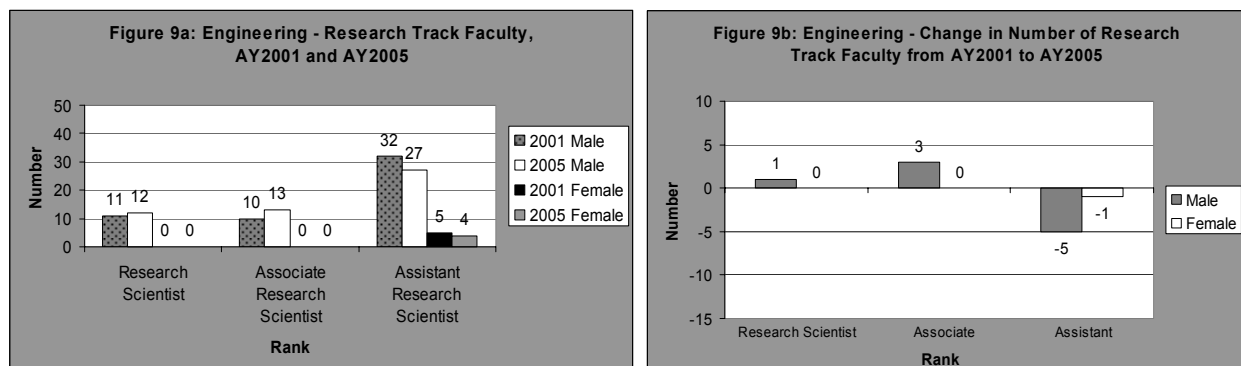 Figure 9a: Engineering - Research Track Faculty,
AY2001 and AY2005
50
40
30
20
10
0
Number
11
12
0
0
10
13
0
0
32
27
5
4
Research
Scientist
Associate
Research
Scientist
Assistant
Research
Scientist
Rank
2001 Male
2005 Male
2001 Female
2005 Female
Figure 9b: Engineering - Change in Number of Research
Track Faculty from AY2001 to AY2005
10
5
0
-5
-10
-15
Number
1
0
3
0
-5
-1
Research Scientist
Associate
Assistant
Rank
Male
Female